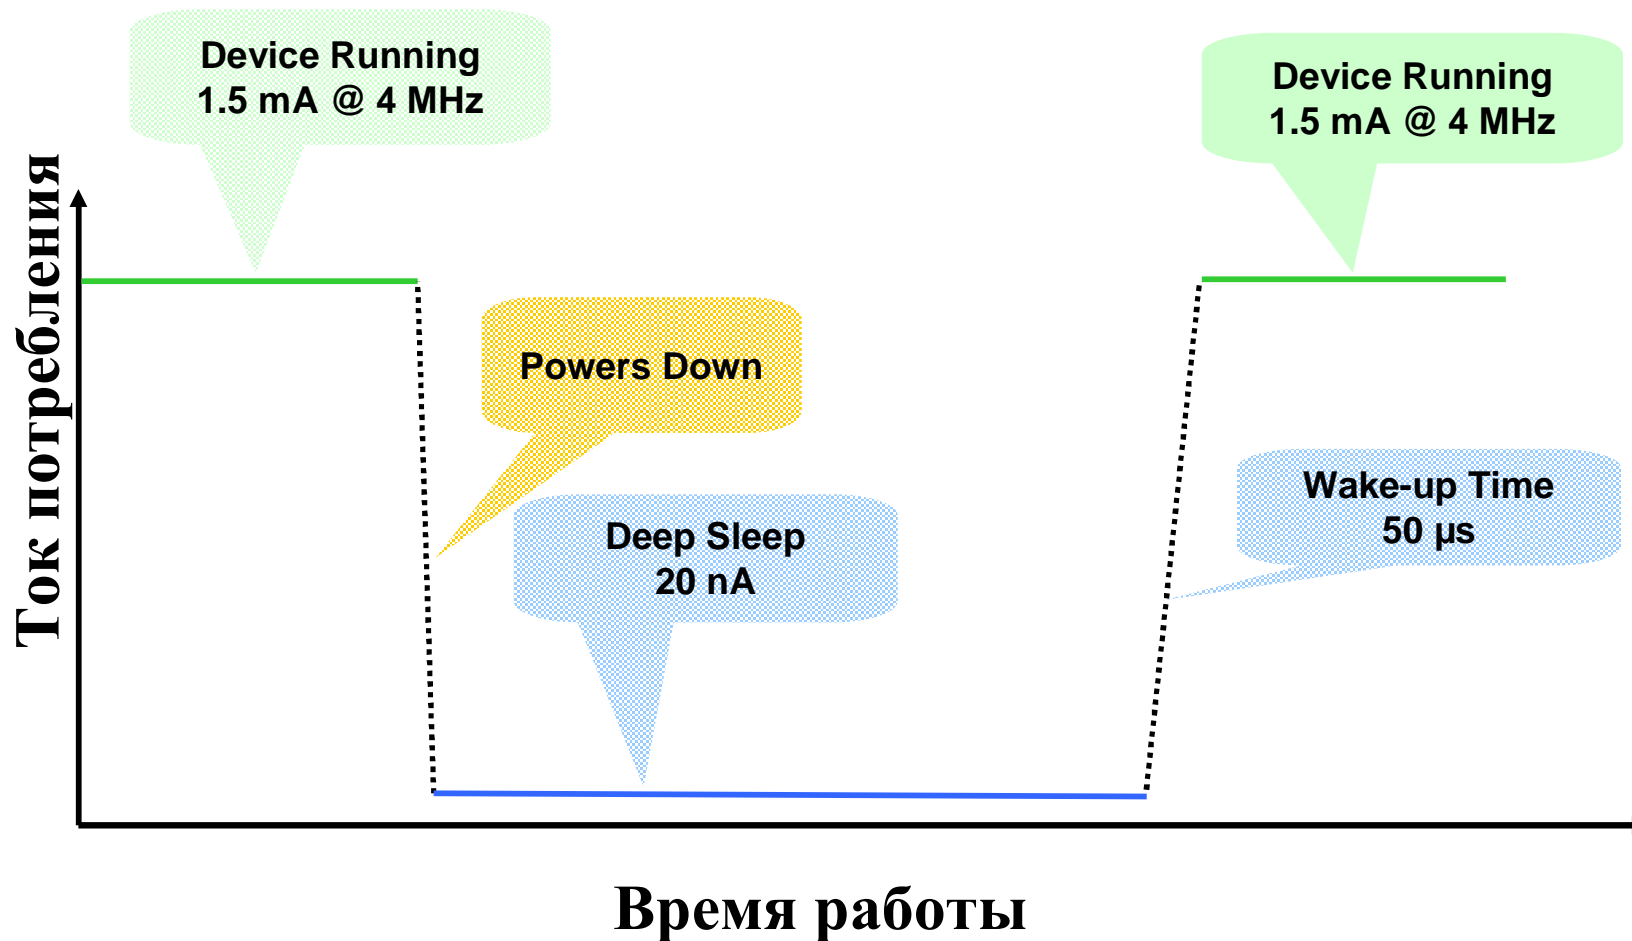 Device Running
1.5 mA @ 4 MHz
Device Running
1.5 mA @ 4 MHz
Ток потребления
Powers Down
Deep Sleep
20 nA
Wake-up Time
50 µs
Время работы